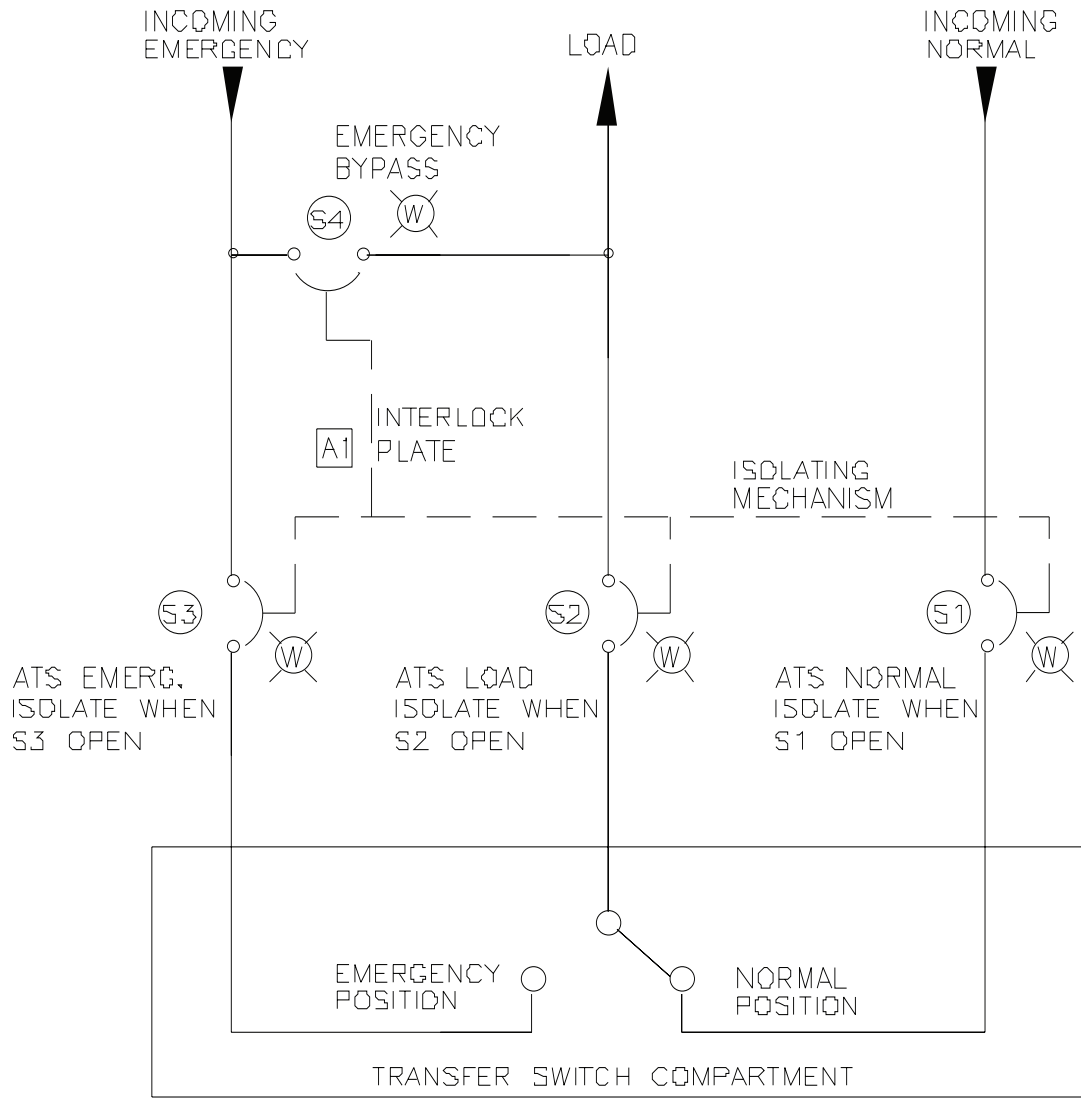 INCOMING
EMERGENCY
LOAD
INCOMING
NORMAL
EMERGENCY
BYPASS
S4
W
INTERLOCK
PLATE
A1
ISOLATING
MECHANISM
S3
W
S2
W
S1
W
ATS EMERG.
ISOLATE WHEN
S3 OPEN
ATS LOAD
ISOLATE WHEN
S2 OPEN
ATS NORMAL
ISOLATE WHEN
S1 OPEN
EMERGENCY
POSITION
NORMAL
POSITION
TRANSFER SWITCH COMPARTMENT